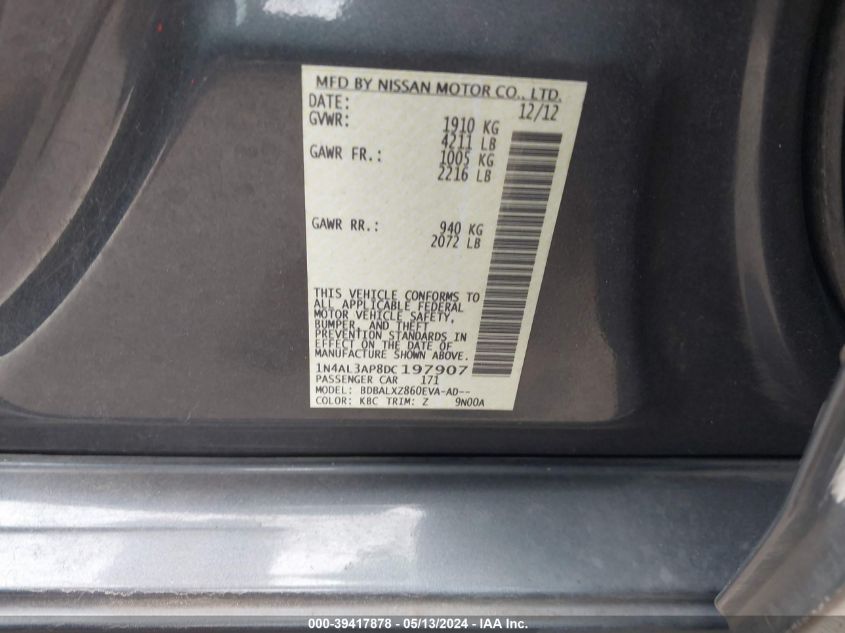 MFD BY NISSAN MOTOR CO., LTD.
DATE: 12/12
GVWR: 1910 KG
4211 LB
GAWR FR.: 1005 KG
2216 LB
GAWR RR.: 940 KG
2072 LB
THIS VEHICLE CONFORMS TO
ALL APPLICABLE FEDERAL
MOTOR VEHICLE SAFETY,
BUMPER, AND THEFT
PREVENTION STANDARDS IN
EFFECT ON THE DATE OF
MANUFACTURE SHOWN ABOVE.
1N4AL3AP8DC197907
PASSENGER CAR 171
MODEL: BDBALXZ860EVA-AD--
COLOR: KBC TRIM: Z 9N00A
000-39417878 - 05/13/2024 - IAA Inc.